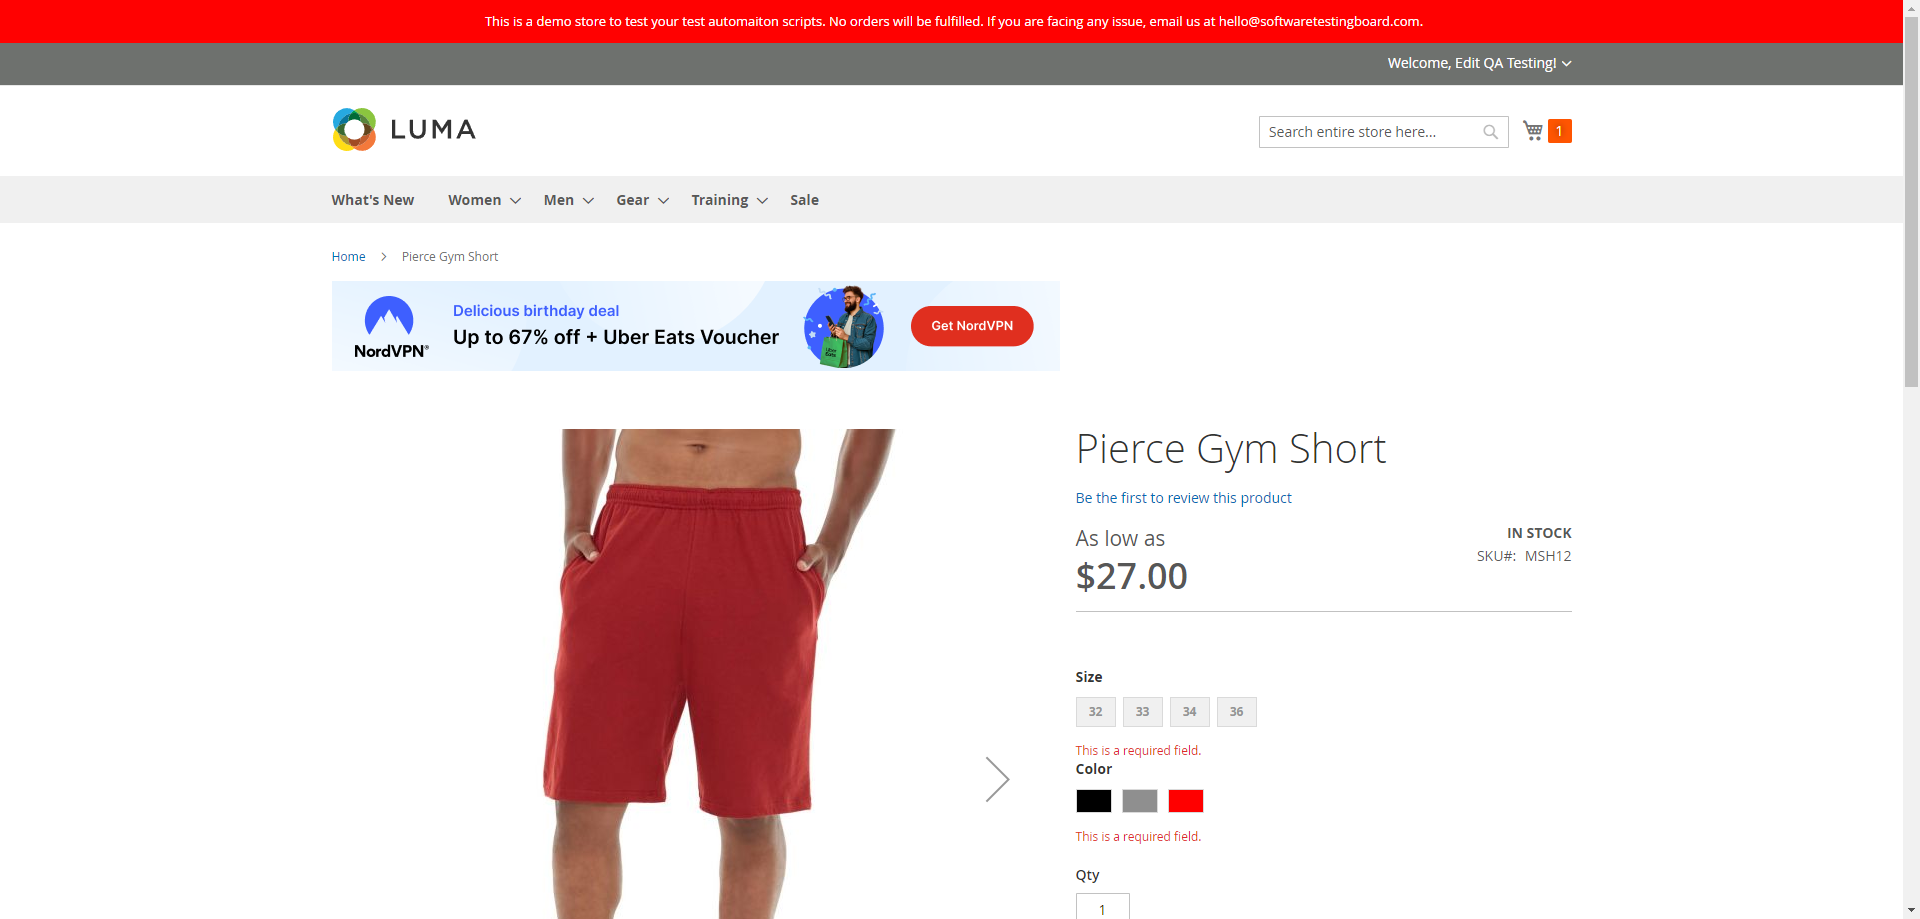 This is a demo store to test your test automaiton scripts. No orders will be fulfilled. If you are facing any issue, email us at hello@softwaretestingboard.com.
Welcome, Edit QA Testing!
LUMA
Search entire store here...
1
What's New Women Men Gear Training Sale
Home > Pierce Gym Short
NordVPN®
Delicious birthday deal
Up to 67% off + Uber Eats Voucher
Uber Eats
Get NordVPN
Pierce Gym Short
Be the first to review this product
As low as
$27.00
IN STOCK
SKU#: MSH12
Size
32 33 34 36
This is a required field.
Color
This is a required field.
Qty
1